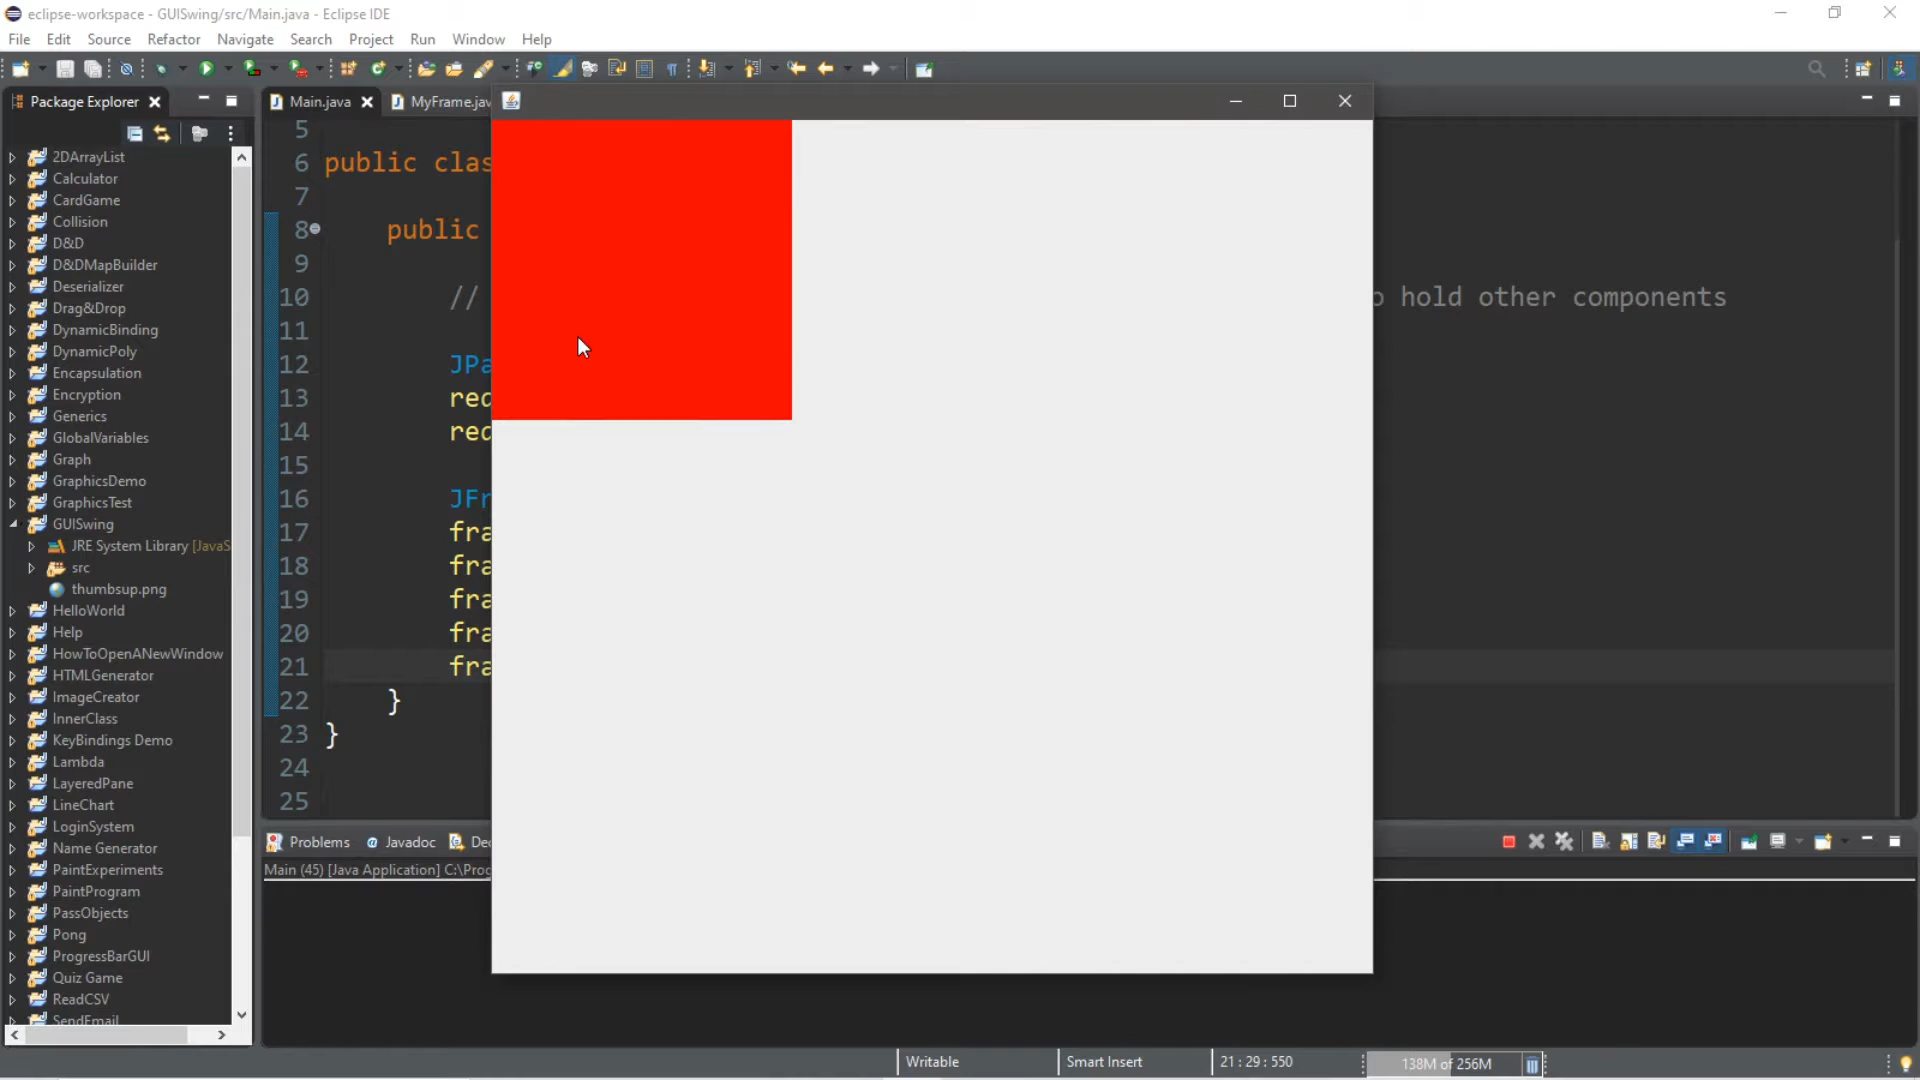 eclipse-workspace - GUISwing/src/Main.java - Eclipse IDE
File Edit Source Refactor Navigate Search Project Run Window Help
Package Explorer
Main.java
MyFrame.jav
2DArrayList
Calculator
CardGame
Collision
D&D
D&DMapBuilder
Deserializer
Drag&Drop
DynamicBinding
DynamicPoly
Encapsulation
Encryption
Generics
GlobalVariables
Graph
GraphicsDemo
GraphicsTest
GUISwing
JRE System Library [JavaS
src
thumbsup.png
HelloWorld
Help
HowToOpenANewWindow
HTMLGenerator
ImageCreator
InnerClass
KeyBindings Demo
Lambda
LayeredPane
LineChart
LoginSystem
Name Generator
PaintExperiments
PaintProgram
PassObjects
Pong
ProgressBarGUI
Quiz Game
ReadCSV
SendEmail
5
6 public clas
7
8 public
9
10 // o hold other components
11
12 JPa
13 red
14 red
15
16 JFr
17 fra
18 fra
19 fra
20 fra
21 fra
22 }
23 }
24
25
Problems @ Javadoc Dec
Main (45) [Java Application] C:\Prog
Writable Smart Insert 21 : 29 : 550 138M of 256M